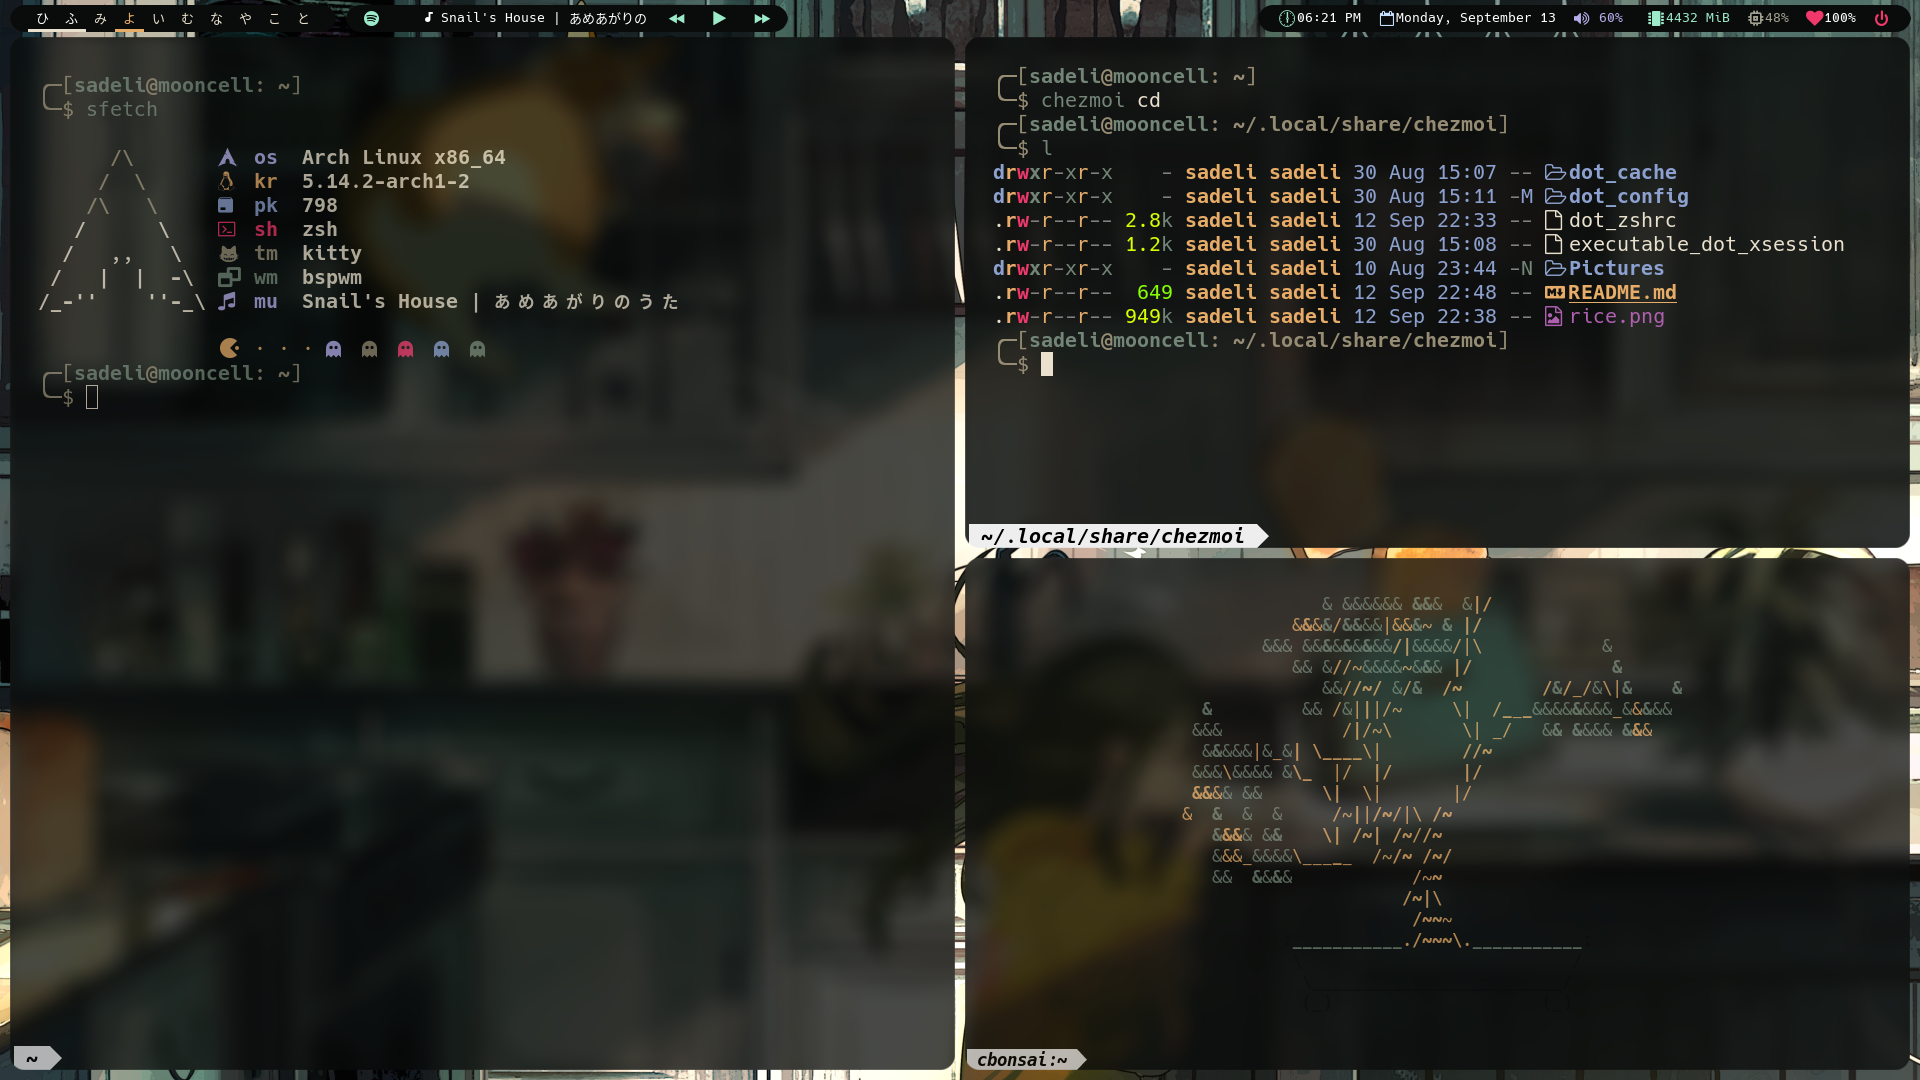 ひ ふ み よ い む な や こ と
Snail's House | あめあがりの
06:21 PM Monday, September 13 60% 4432 MiB 48% 100%
[sadeli@mooncell: ~]
$ sfetch
os Arch Linux x86_64
kr 5.14.2-arch1-2
pk 798
sh zsh
tm kitty
wm bspwm
mu Snail's House | あめあがりのうた
[sadeli@mooncell: ~]
$
~
[sadeli@mooncell: ~]
$ chezmoi cd
[sadeli@mooncell: ~/.local/share/chezmoi]
$ l
drwxr-xr-x - sadeli sadeli 30 Aug 15:07 -- dot_cache
drwxr-xr-x - sadeli sadeli 30 Aug 15:11 -M dot_config
.rw-r--r-- 2.8k sadeli sadeli 12 Sep 22:33 -- dot_zshrc
.rw-r--r-- 1.2k sadeli sadeli 30 Aug 15:08 -- executable_dot_xsession
drwxr-xr-x - sadeli sadeli 10 Aug 23:44 -N Pictures
.rw-r--r-- 649 sadeli sadeli 12 Sep 22:48 -- README.md
.rw-r--r-- 949k sadeli sadeli 12 Sep 22:38 -- rice.png
[sadeli@mooncell: ~/.local/share/chezmoi]
$
~/.local/share/chezmoi
cbonsai:~